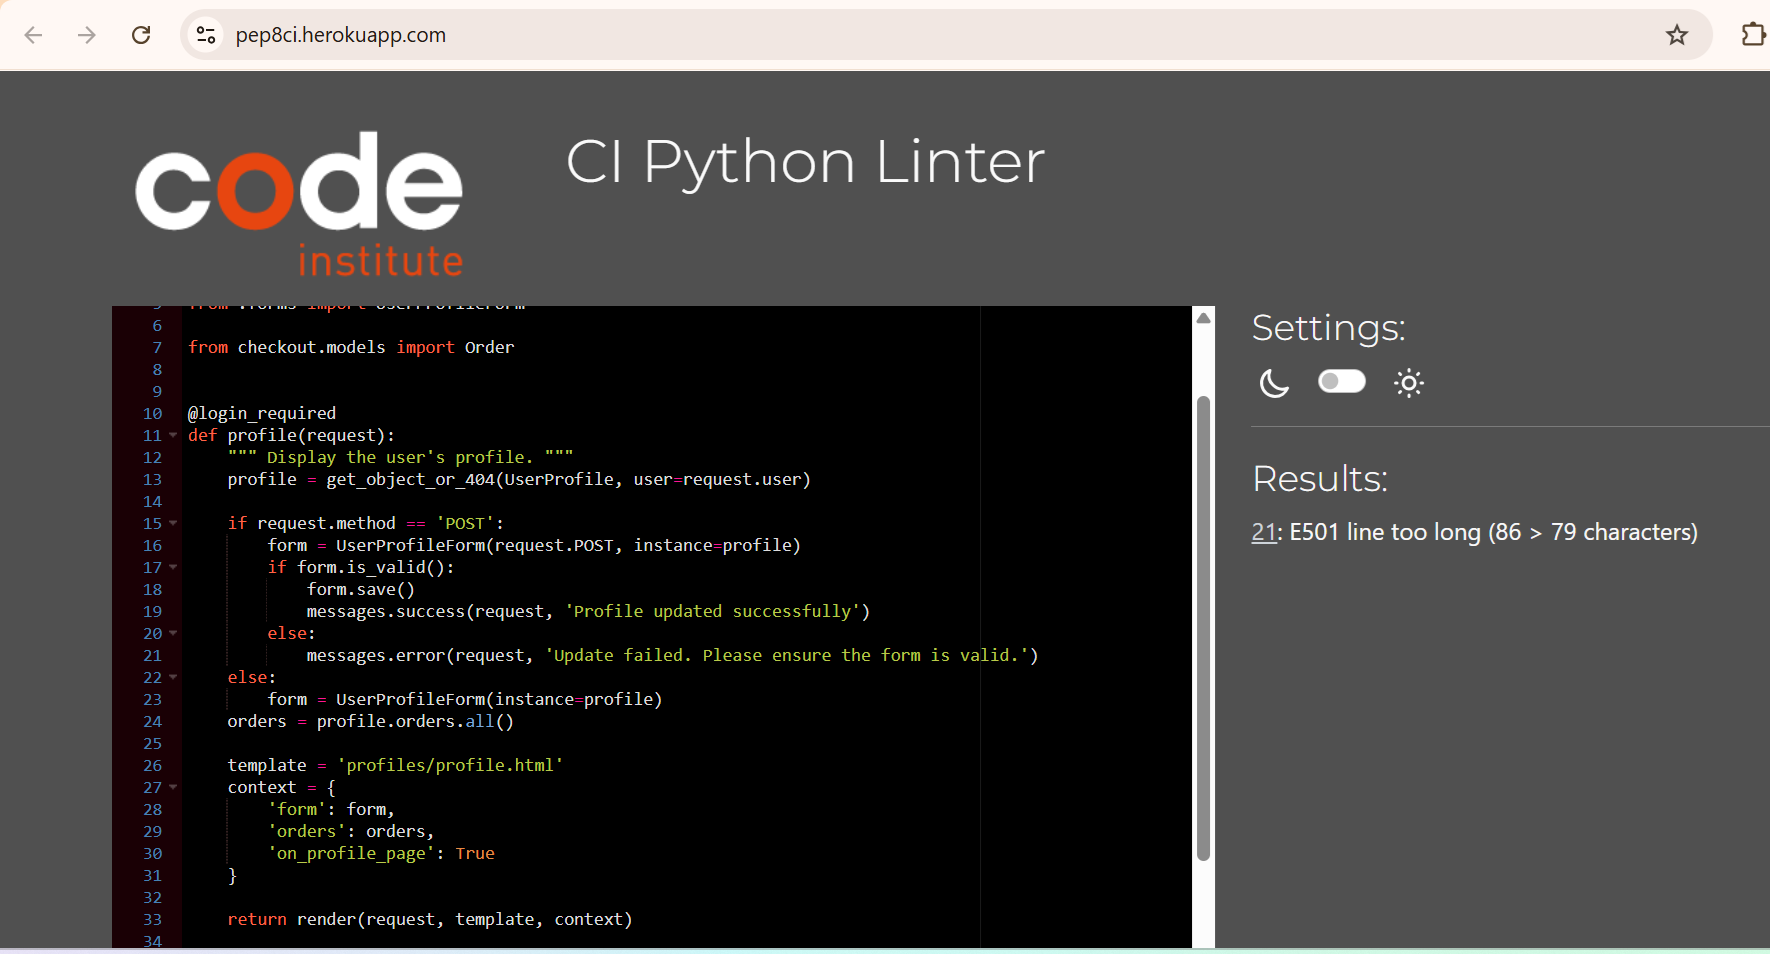 pep8ci.herokuapp.com
code
institute
CI Python Linter
5 from .forms import UserProfileForm
6
7 from checkout.models import Order
8
9
10 @login_required
11 def profile(request):
12 """ Display the user's profile. """
13 profile = get_object_or_404(UserProfile, user=request.user)
14
15 if request.method == 'POST':
16 form = UserProfileForm(request.POST, instance=profile)
17 if form.is_valid():
18 form.save()
19 messages.success(request, 'Profile updated successfully')
20 else:
21 messages.error(request, 'Update failed. Please ensure the form is valid.')
22 else:
23 form = UserProfileForm(instance=profile)
24 orders = profile.orders.all()
25
26 template = 'profiles/profile.html'
27 context = {
28 'form': form,
29 'orders': orders,
30 'on_profile_page': True
31 }
32
33 return render(request, template, context)
34
Settings:
Results:
21: E501 line too long (86 > 79 characters)